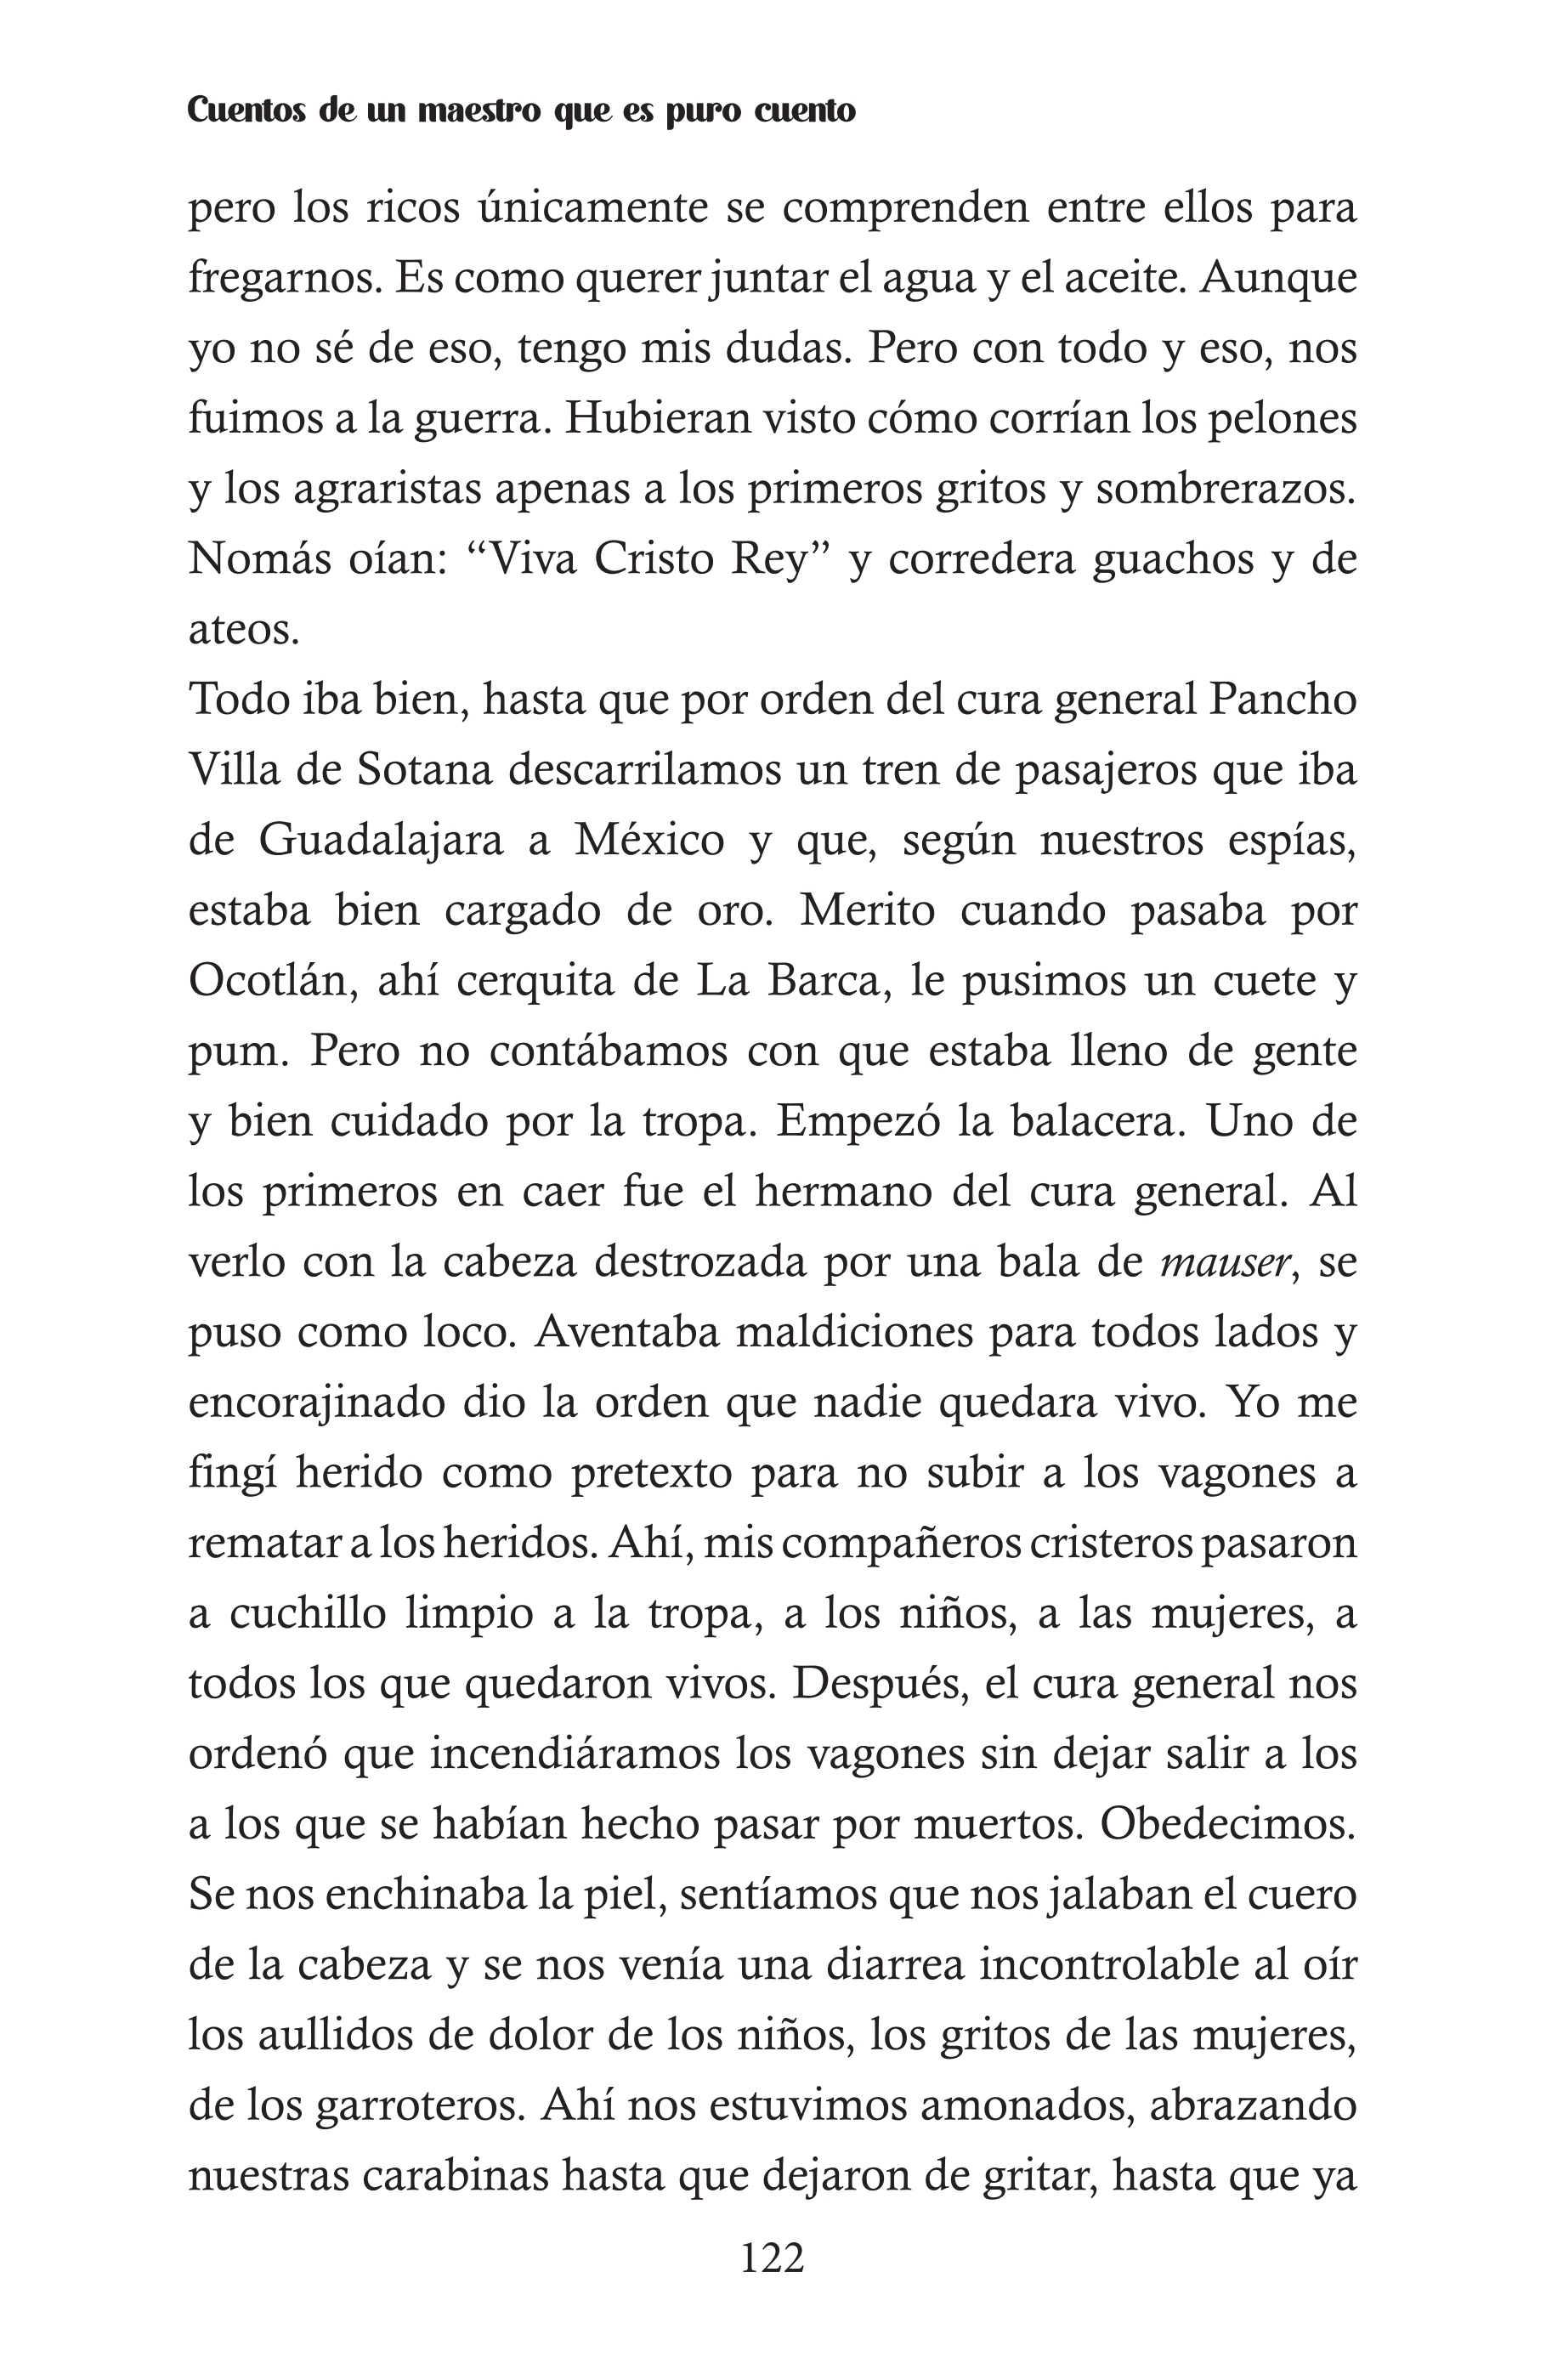 Cuentos de un maestro que es puro cuento
pero los ricos únicamente se comprenden entre ellos para
fregarnos. Es como querer juntar el agua y el aceite. Aunque
yo no sé de eso, tengo mis dudas. Pero con todo y eso, nos
fuimos a la guerra. Hubieran visto cómo corrían los pelones
y los agraristas apenas a los primeros gritos y sombrerazos.
Nomás oían: “Viva Cristo Rey” y corredera guachos y de
ateos.
Todo iba bien, hasta que por orden del cura general Pancho
Villa de Sotana descarrilamos un tren de pasajeros que iba
de Guadalajara a México y que, según nuestros espías,
estaba bien cargado de oro. Merito cuando pasaba por
Ocotlán, ahí cerquita de La Barca, le pusimos un cuete y
pum. Pero no contábamos con que estaba lleno de gente
y bien cuidado por la tropa. Empezó la balacera. Uno de
los primeros en caer fue el hermano del cura general. Al
verlo con la cabeza destrozada por una bala de mauser, se
puso como loco. Aventaba maldiciones para todos lados y
encorajinado dio la orden que nadie quedara vivo. Yo me
fingí herido como pretexto para no subir a los vagones a
rematar a los heridos. Ahí, mis compañeros cristeros pasaron
a cuchillo limpio a la tropa, a los niños, a las mujeres, a
todos los que quedaron vivos. Después, el cura general nos
ordenó que incendiáramos los vagones sin dejar salir a los
a los que se habían hecho pasar por muertos. Obedecimos.
Se nos enchinaba la piel, sentíamos que nos jalaban el cuero
de la cabeza y se nos venía una diarrea incontrolable al oír
los aullidos de dolor de los niños, los gritos de las mujeres,
de los garroteros. Ahí nos estuvimos amonados, abrazando
nuestras carabinas hasta que dejaron de gritar, hasta que ya
122